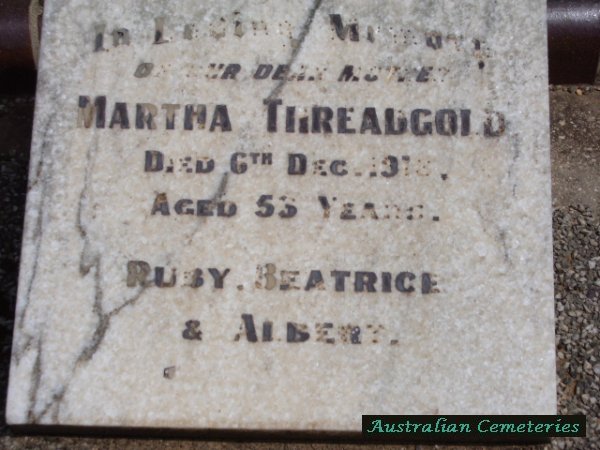 In Loving Memory
of our dear mother
Martha Threadgold
Died 6th Dec.
Aged 53 Years.
Ruby, Beatrice
& Albert.
Australian Cemeteries